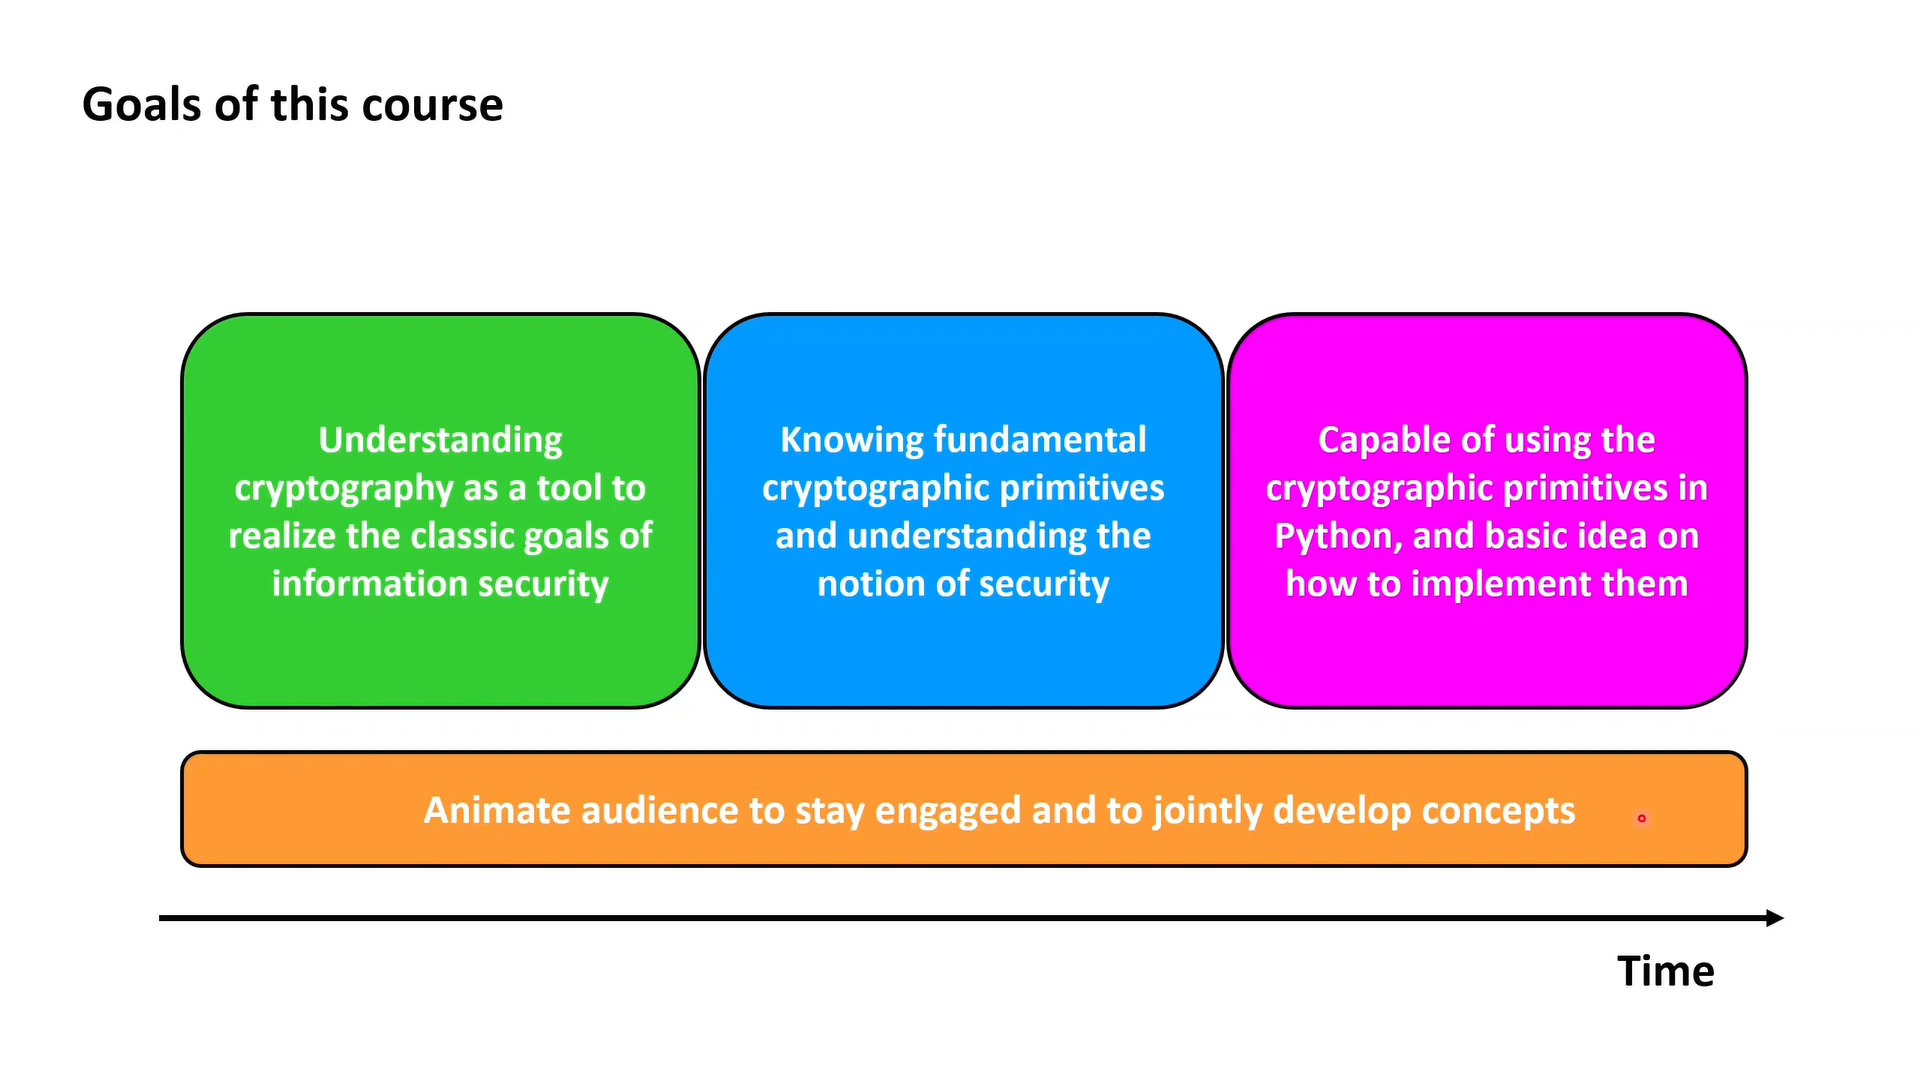 Goals of this course
Understanding
cryptography as a tool to
realize the classic goals of
information security
Knowing fundamental
cryptographic primitives
and understanding the
notion of security
Capable of using the
cryptographic primitives in
Python, and basic idea on
how to implement them
Animate audience to stay engaged and to jointly develop concepts
Time